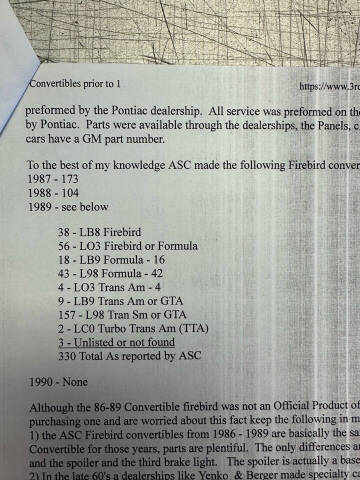 Convertibles prior to 1
https://www.3r
preformed by the Pontiac dealership. All service was preformed on the
by Pontiac. Parts were available through the dealerships, the Panels, c
cars have a GM part number.
To the best of my knowledge ASC made the following Firebird conver
1987 - 173
1988 - 104
1989 - see below
38 - LB8 Firebird
56 - LO3 Firebird or Formula
18 - LB9 Formula - 16
43 - L98 Formula - 42
4 - LO3 Trans Am - 4
9 - LB9 Trans Am or GTA
157 - L98 Tran Sm or GTA
2 - LC0 Turbo Trans Am (TTA)
3 - Unlisted or not found
330 Total As reported by ASC
1990 - None
Although the 86-89 Convertible firebird was not an Official Product of
purchasing one and are worried about this fact keep the following in m
1) the ASC Firebird convertibles from 1986 - 1989 are basically the sa
Convertible for those years, parts are plentiful. The only differences a
and the spoiler and the third brake light. The spoiler is actually a base
2) In the late 60's a dealerships like Yenko & Berger made specialty ca